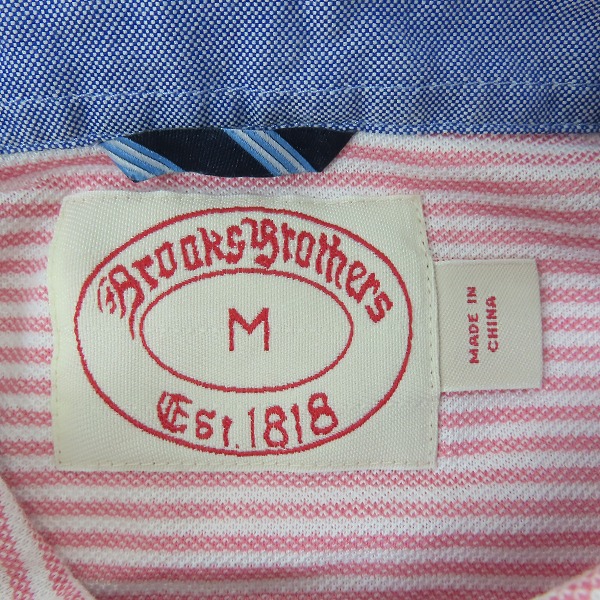 Brooks Brothers
M
Est. 1818
MADE IN
CHINA